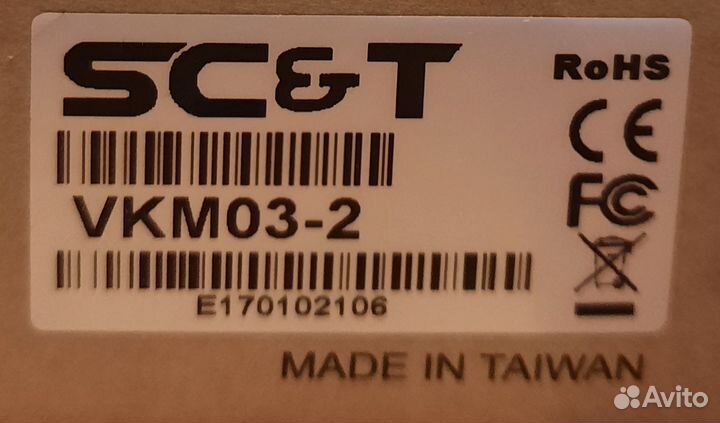 SC&T
RoHS
CE
FC
VKM03-2
E170102106
MADE IN TAIWAN
Avito